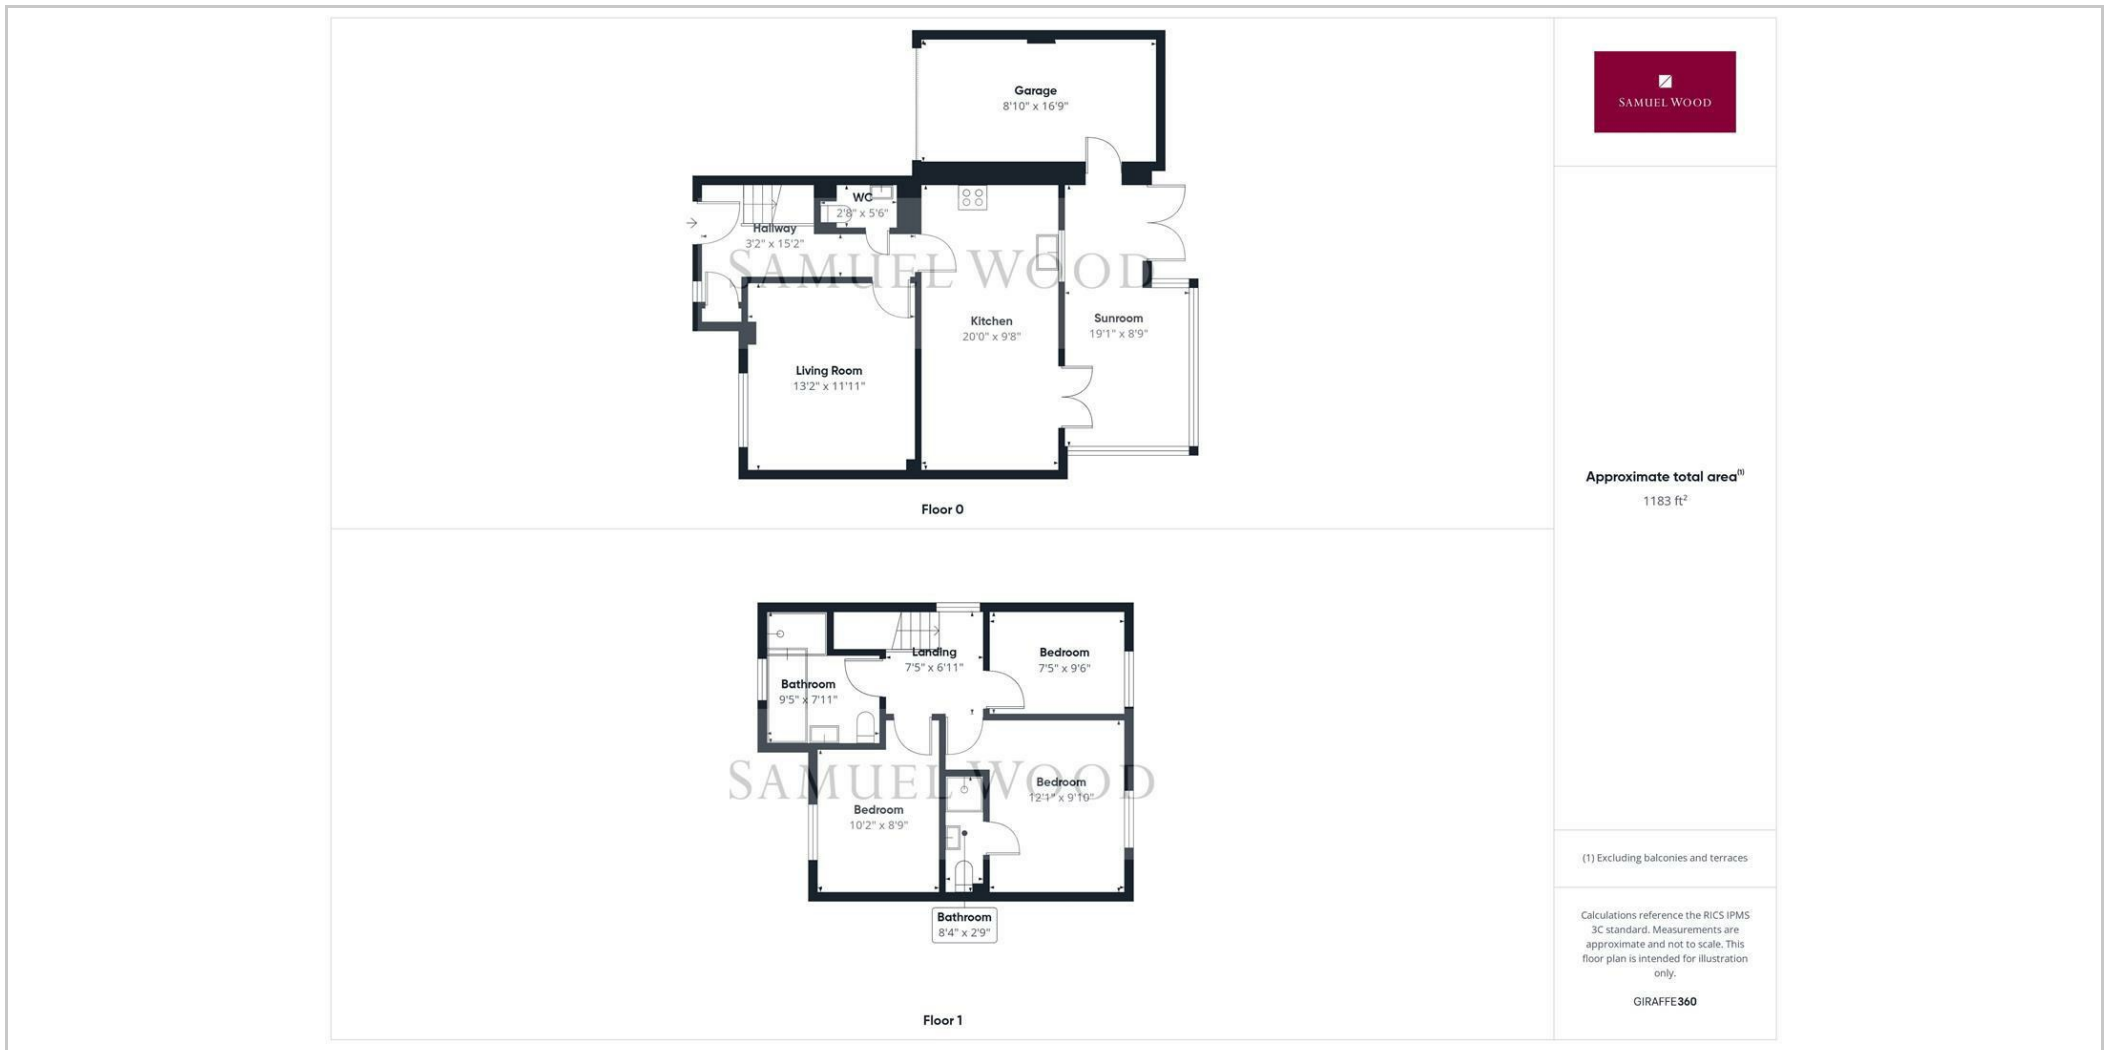 Garage
8'10" x 16'9"
WC
2'8" x 5'6"
Hallway
3'2" x 15'2"
SAMUEL WOOD
Kitchen
20'0" x 9'8"
Sunroom
19'1" x 8'9"
Living Room
13'2" x 11'11"
Floor 0
Landing
7'5" x 6'11"
Bedroom
7'5" x 9'6"
Bathroom
9'5" x 7'11"
SAMUEL WOOD
Bedroom
12'1" x 9'10"
Bedroom
10'2" x 8'9"
Bathroom
8'4" x 2'9"
Floor 1
SAMUEL WOOD
Approximate total area(1)
1183 ft²
(1) Excluding balconies and terraces
Calculations reference the RICS IPMS
3C standard. Measurements are
approximate and not to scale. This
floor plan is intended for illustration
only.
GIRAFFE360